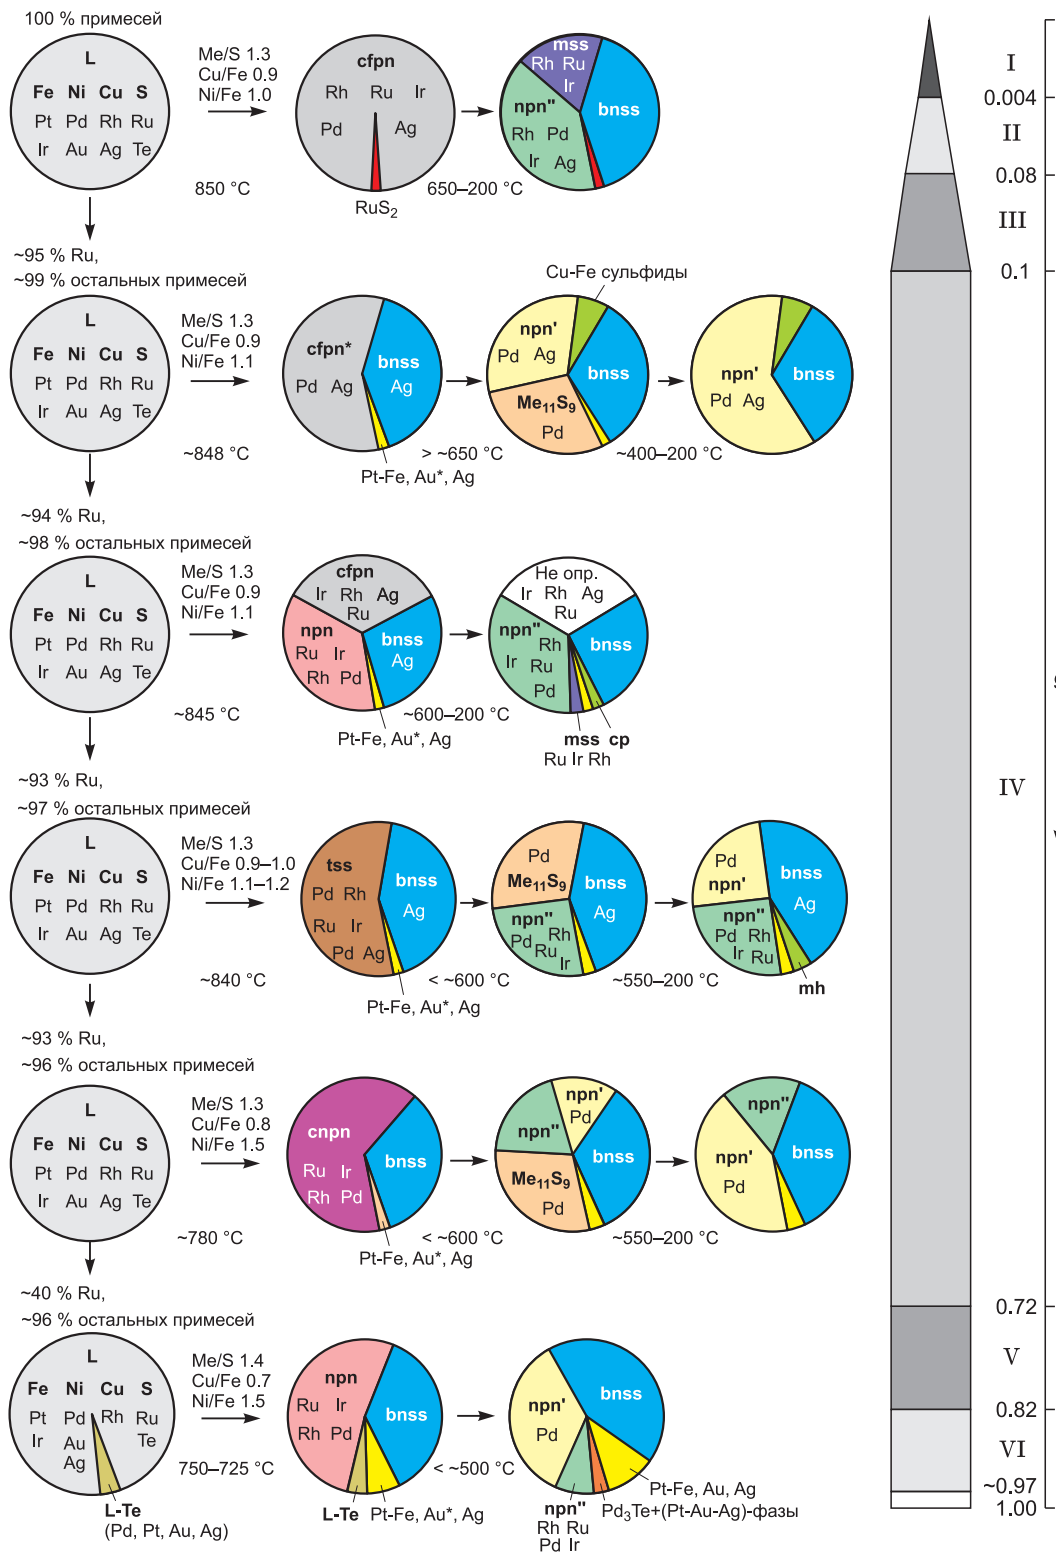 100 % примесей
L
Fe Ni Cu S
Pt Pd Rh Ru
Ir Au Ag Te
Me/S 1.3
Cu/Fe 0.9
Ni/Fe 1.0
850 °C
cfpn
Rh Ru Ir
Pd Ag
RuS₂
650–200 °C
mss
Rh Ru
Ir
npn"
Rh Pd
Ir Ag
bnss
~95 % Ru,
~99 % остальных примесей
L
Fe Ni Cu S
Pt Pd Rh Ru
Ir Au Ag Te
Me/S 1.3
Cu/Fe 0.9
Ni/Fe 1.1
~848 °C
cfpn*
Pd Ag
bnss
Ag
Pt-Fe, Au*, Ag
> ~650 °C
Cu-Fe сульфиды
npn'
Pd Ag
bnss
Me₁₁S₉
Pd
~400–200 °C
npn'
Pd Ag
bnss
~94 % Ru,
~98 % остальных примесей
L
Fe Ni Cu S
Pt Pd Rh Ru
Ir Au Ag Te
Me/S 1.3
Cu/Fe 0.9
Ni/Fe 1.1
~845 °C
cfpn
Ir Rh Ag
Ru
npn
Ru Ir
Rh Pd
bnss
Ag
Pt-Fe, Au*, Ag
~600–200 °C
Не опр.
Ir Rh Ag
Ru
npn"
Rh
Ir Ru
Pd
bnss
mss cp
Ru Ir Rh
~93 % Ru,
~97 % остальных примесей
L
Fe Ni Cu S
Pt Pd Rh Ru
Ir Au Ag Te
Me/S 1.3
Cu/Fe 0.9–1.0
Ni/Fe 1.1–1.2
~840 °C
tss
Pd Rh
Ru Ir
Pd Ag
bnss
Ag
Pt-Fe, Au*, Ag
< ~600 °C
Pd
Me₁₁S₉
npn"
Pd Rh
Ru
Ir
bnss
Ag
~550–200 °C
Pd
npn'
npn"
Pd Rh
Ir Ru
bnss
Ag
mh
~93 % Ru,
~96 % остальных примесей
L
Fe Ni Cu S
Pt Pd Rh Ru
Ir Au Ag Te
Me/S 1.3
Cu/Fe 0.8
Ni/Fe 1.5
~780 °C
cnpn
Ru Ir
Rh Pd
bnss
Pt-Fe, Au*, Ag
< ~600 °C
npn'
Pd
npn"
bnss
Me₁₁S₉
Pd
~550–200 °C
npn"
npn'
Pd
bnss
~40 % Ru,
~96 % остальных примесей
L
Fe Ni Cu S
Pt Pd Rh Ru
Ir Au Te
Ag
L-Te
(Pd, Pt, Au, Ag)
Me/S 1.4
Cu/Fe 0.7
Ni/Fe 1.5
750–725 °C
npn
Ru Ir
Rh Pd
bnss
L-Te Pt-Fe, Au*, Ag
< ~500 °C
npn'
Pd
bnss
Pt-Fe, Au, Ag
Pd₃Te+(Pt-Au-Ag)-фазы
npn"
Rh Ru
Pd Ir
I
0.004
II
0.08
III
0.1
IV
0.72
V
0.82
VI
~0.97
1.00